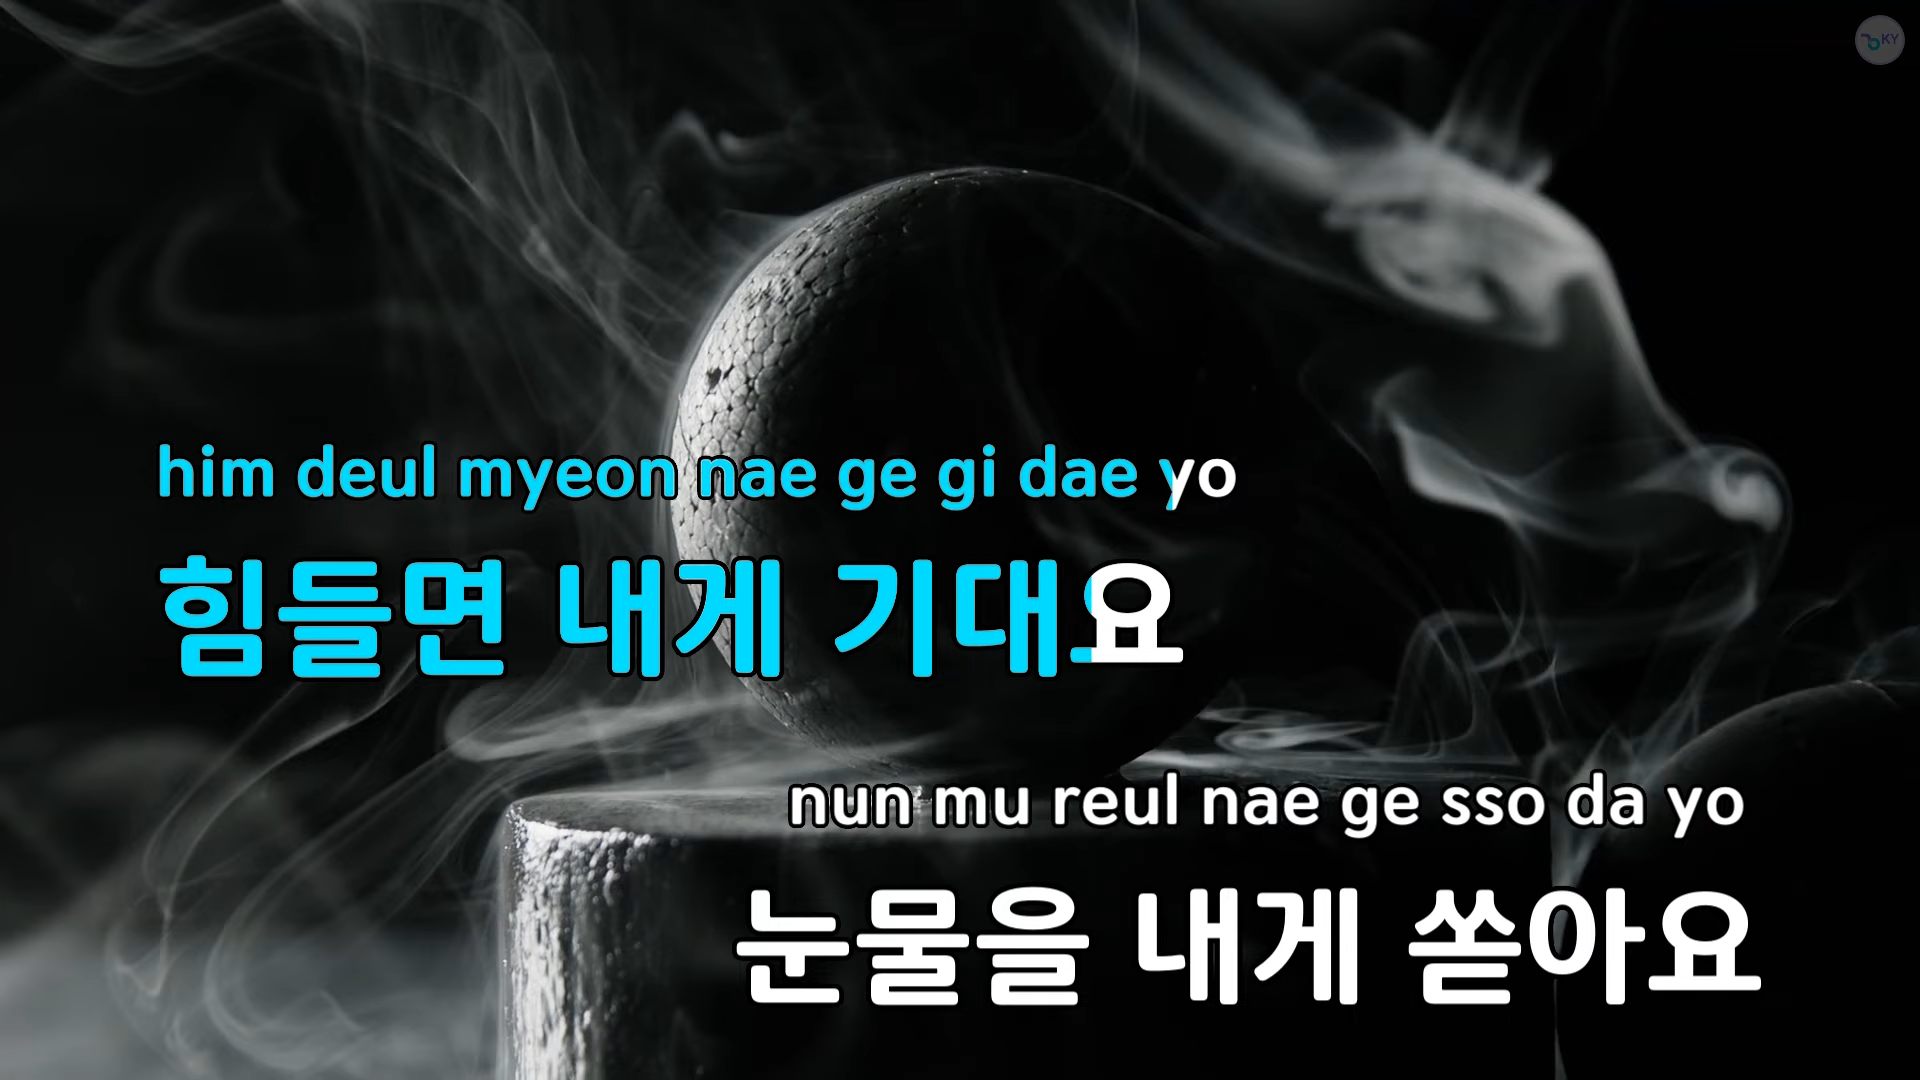 KY
him deul myeon nae ge gi dae yo
힘들면 내게 기대요
nun mu reul nae ge sso da yo
눈물을 내게 쏟아요